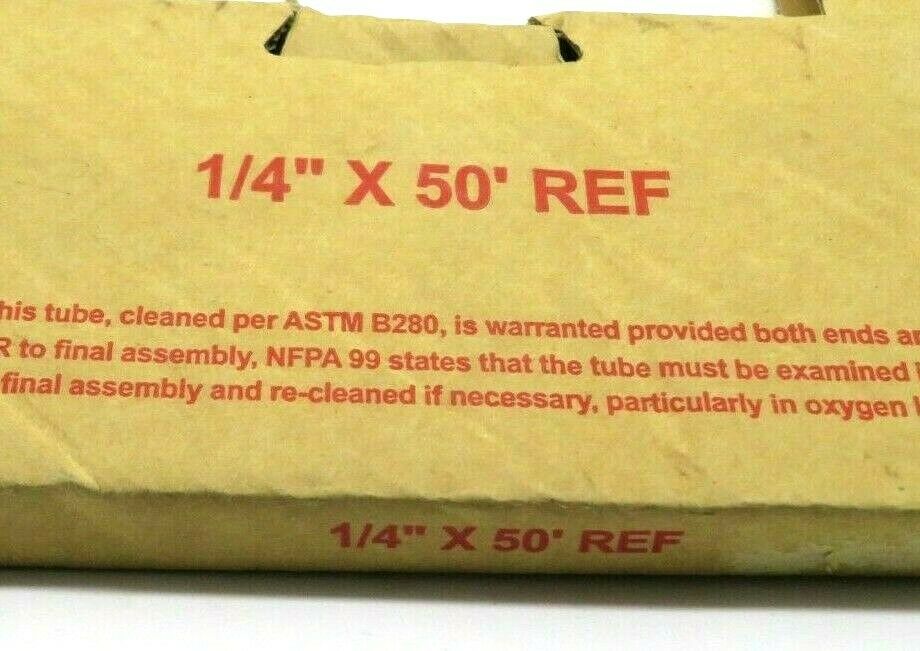 1/4" X 50' REF
his tube, cleaned per ASTM B280, is warranted provided both ends a
R to final assembly, NFPA 99 states that the tube must be examined
final assembly and re-cleaned if necessary, particularly in oxygen
1/4" X 50' REF